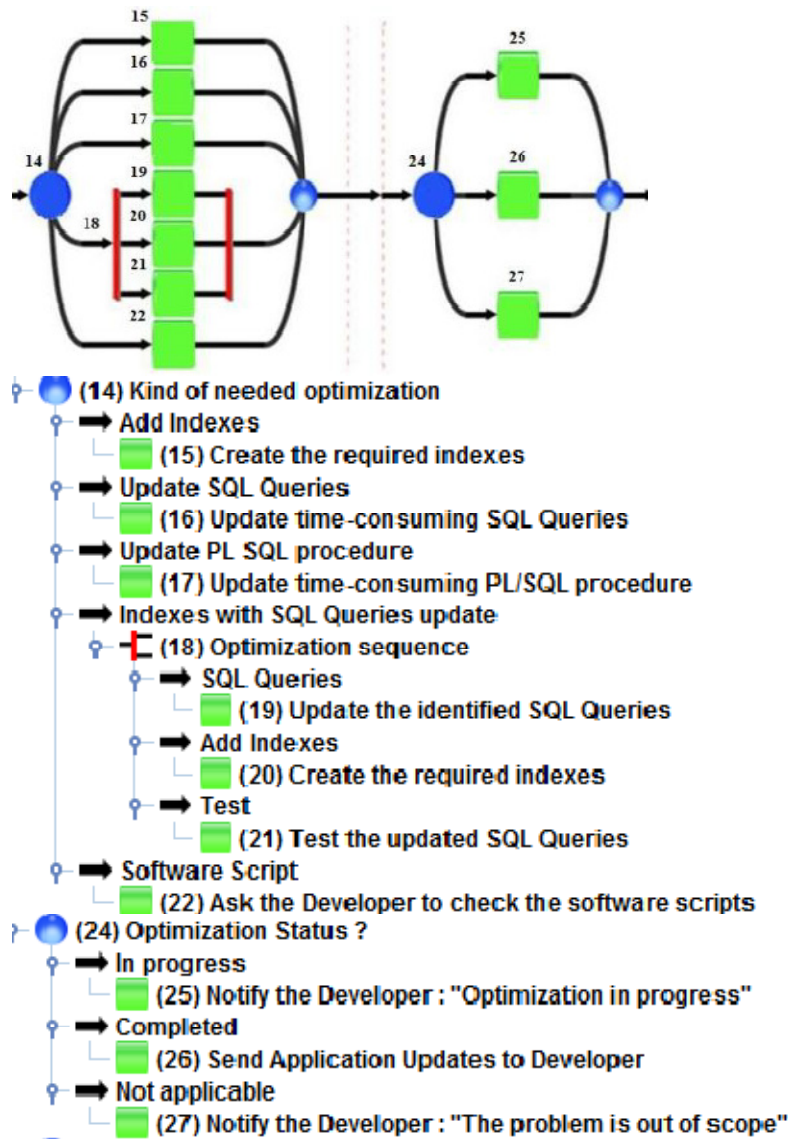 15
16
17
14
19
18
20
21
22
25
24
26
27
(14) Kind of needed optimization
Add Indexes
(15) Create the required indexes
Update SQL Queries
(16) Update time-consuming SQL Queries
Update PL SQL procedure
(17) Update time-consuming PL/SQL procedure
Indexes with SQL Queries update
(18) Optimization sequence
SQL Queries
(19) Update the identified SQL Queries
Add Indexes
(20) Create the required indexes
Test
(21) Test the updated SQL Queries
Software Script
(22) Ask the Developer to check the software scripts
(24) Optimization Status ?
In progress
(25) Notify the Developer : "Optimization in progress"
Completed
(26) Send Application Updates to Developer
Not applicable
(27) Notify the Developer : "The problem is out of scope"